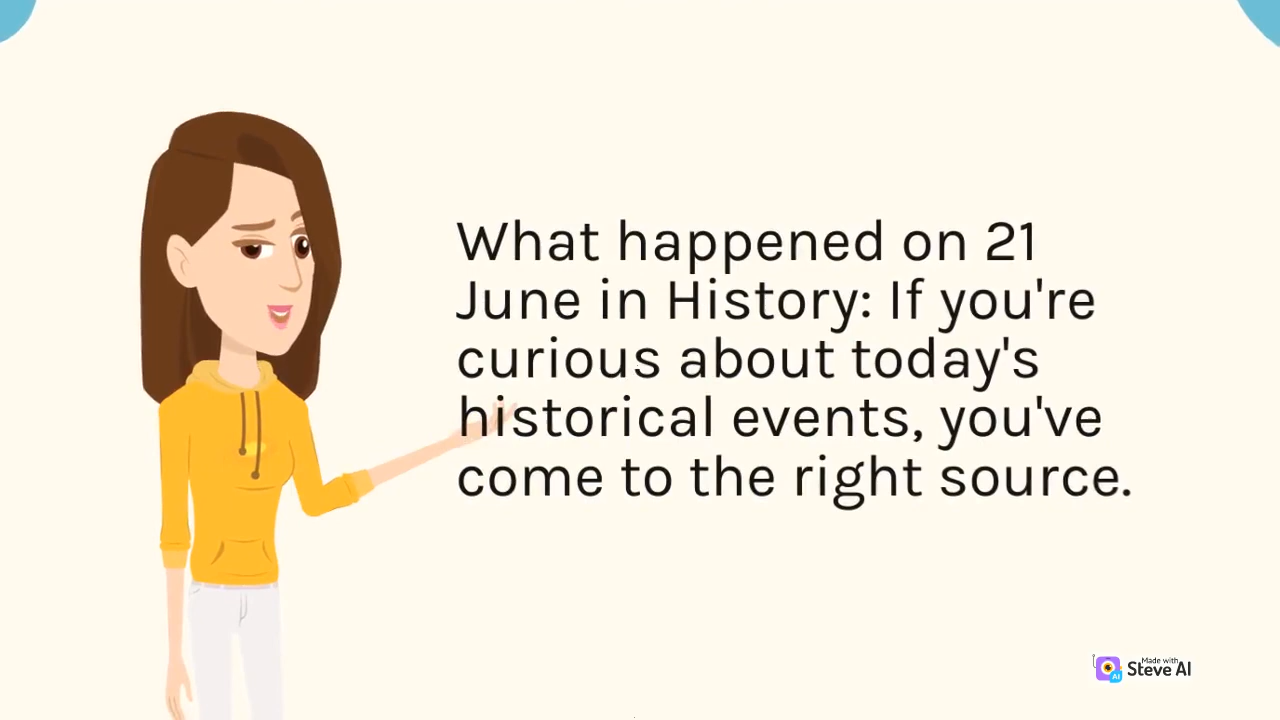 What happened on 21
June in History: If you're
curious about today's
historical events, you've
come to the right source.
Made with
Steve AI
AI